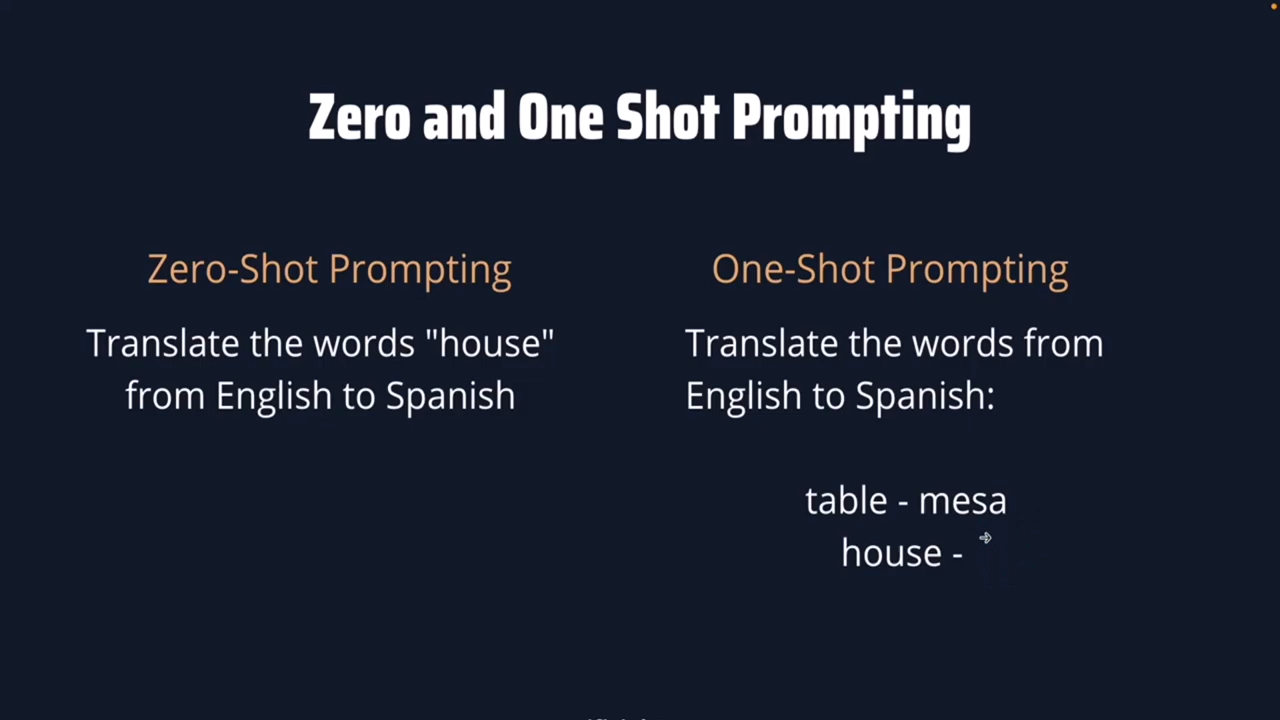 Zero and One Shot Prompting
Zero-Shot Prompting
Translate the words "house"
from English to Spanish
One-Shot Prompting
Translate the words from
English to Spanish:
table - mesa
house -